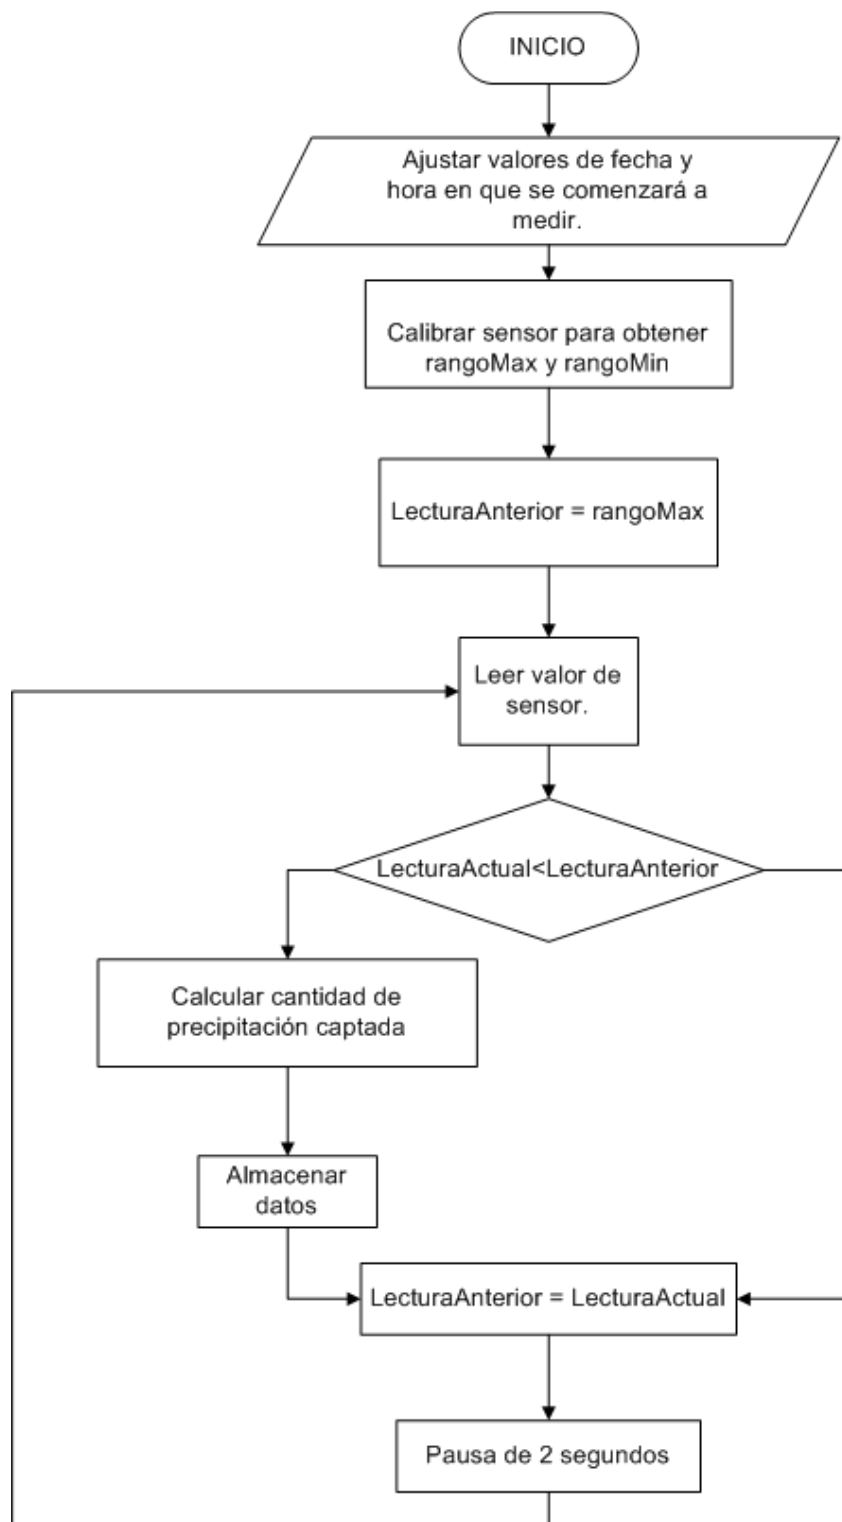 INICIO
Ajustar valores de fecha y
hora en que se comenzará a
medir.
Calibrar sensor para obtener
rangoMax y rangoMin
LecturaAnterior = rangoMax
Leer valor de
sensor.
LecturaActual<LecturaAnterior
Calcular cantidad de
precipitación captada
Almacenar
datos
LecturaAnterior = LecturaActual
Pausa de 2 segundos